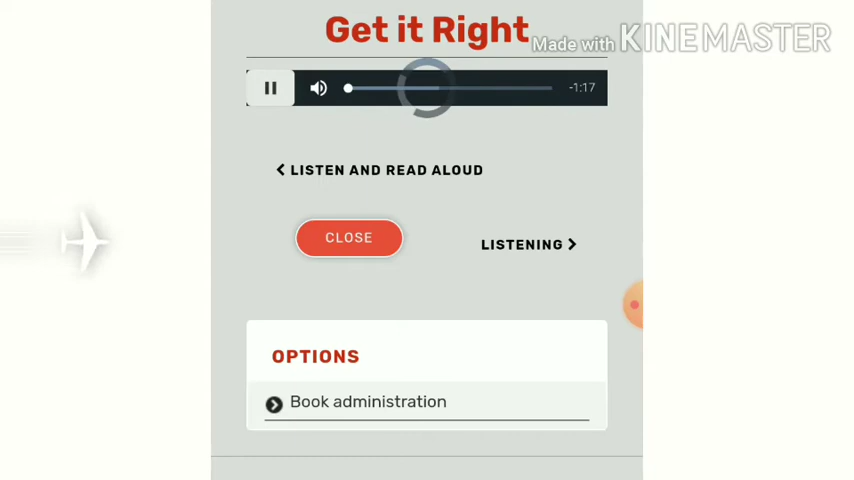 Get it Right
Made with KINEMASTER
-1:17
LISTEN AND READ ALOUD
CLOSE
LISTENING
OPTIONS
Book administration